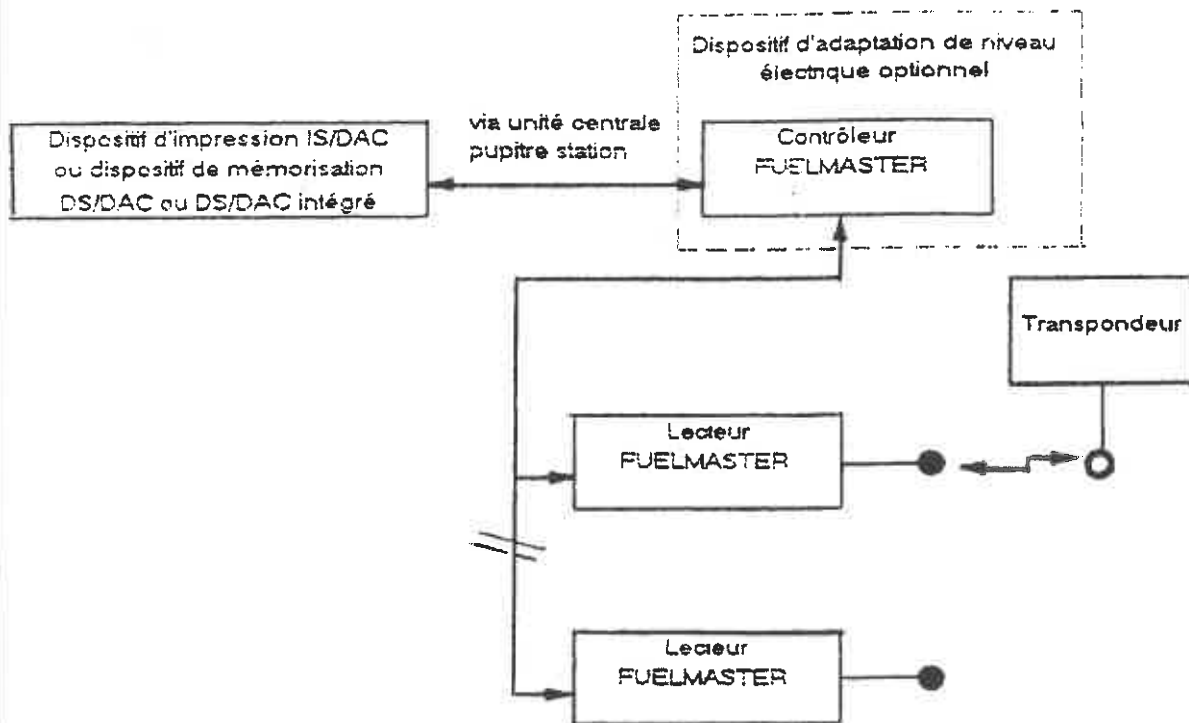 Dispositif d'adaptation de niveau
électrique optionnel
Dispositif d'impression IS/DAC
ou dispositif de mémorisation
DS/DAC ou DS/DAC intégré
via unité centrale
pupitre station
Contrôleur
FUELMASTER
Transpondeur
Lecteur
FUELMASTER
Lecteur
FUELMASTER